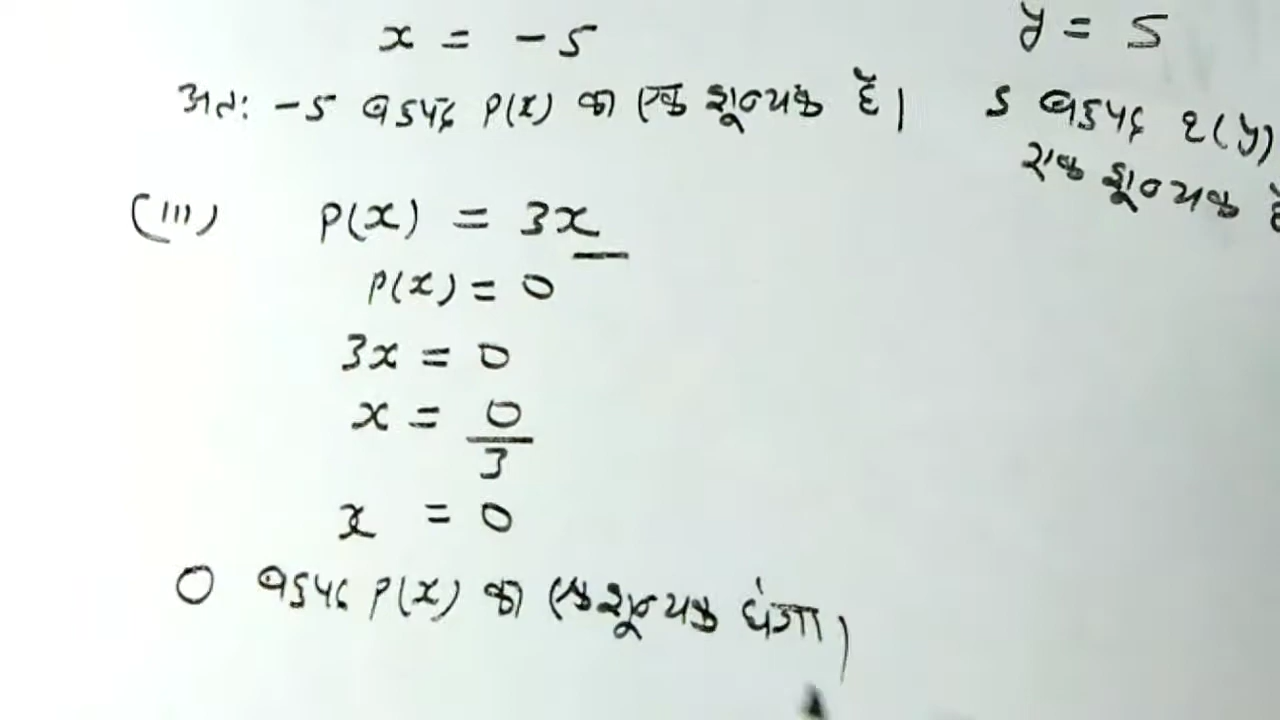 x = -5
अतः -5 बहुपद P(x) का एक शून्यक है।
y = 5
5 बहुपद q(y)
एक शून्यक है
(iii) P(x) = 3x
P(x) = 0
3x = 0
x = 0/3
x = 0
0 बहुपद P(x) का एक शून्यक होगा।